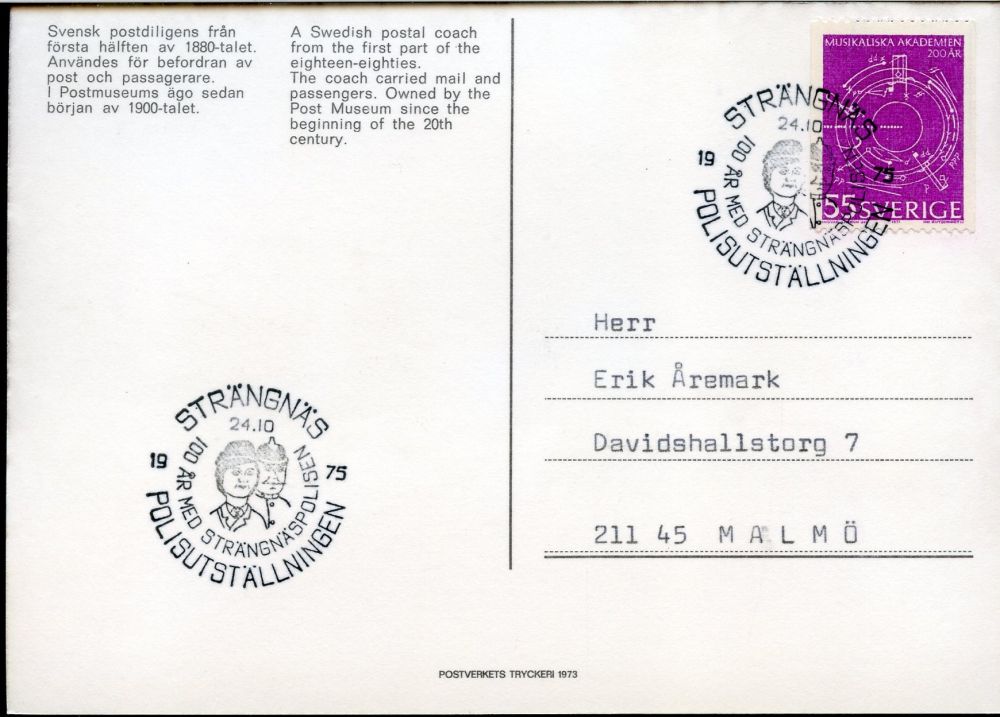 Svensk postdiligens från
första hälften av 1880-talet.
Användes för befordran av
post och passagerare.
I Postmuseums ägo sedan
början av 1900-talet.
A Swedish postal coach
from the first part of the
eighteen-eighties.
The coach carried mail and
passengers. Owned by the
Post Museum since the
beginning of the 20th
century.
MUSIKALISKA AKADEMIEN
200 ÅR
55 SVERIGE
STRÄNGNÄS
24.10
19 75
100 ÅR MED STRÄNGNÄSPOLISEN
POLISUTSTÄLLNINGEN
Herr
Erik Åremark
Davidshallstorg 7
211 45 M A L M Ö
STRÄNGNÄS
24.10
19 75
100 ÅR MED STRÄNGNÄSPOLISEN
POLISUTSTÄLLNINGEN
POSTVERKETS TRYCKERI 1973